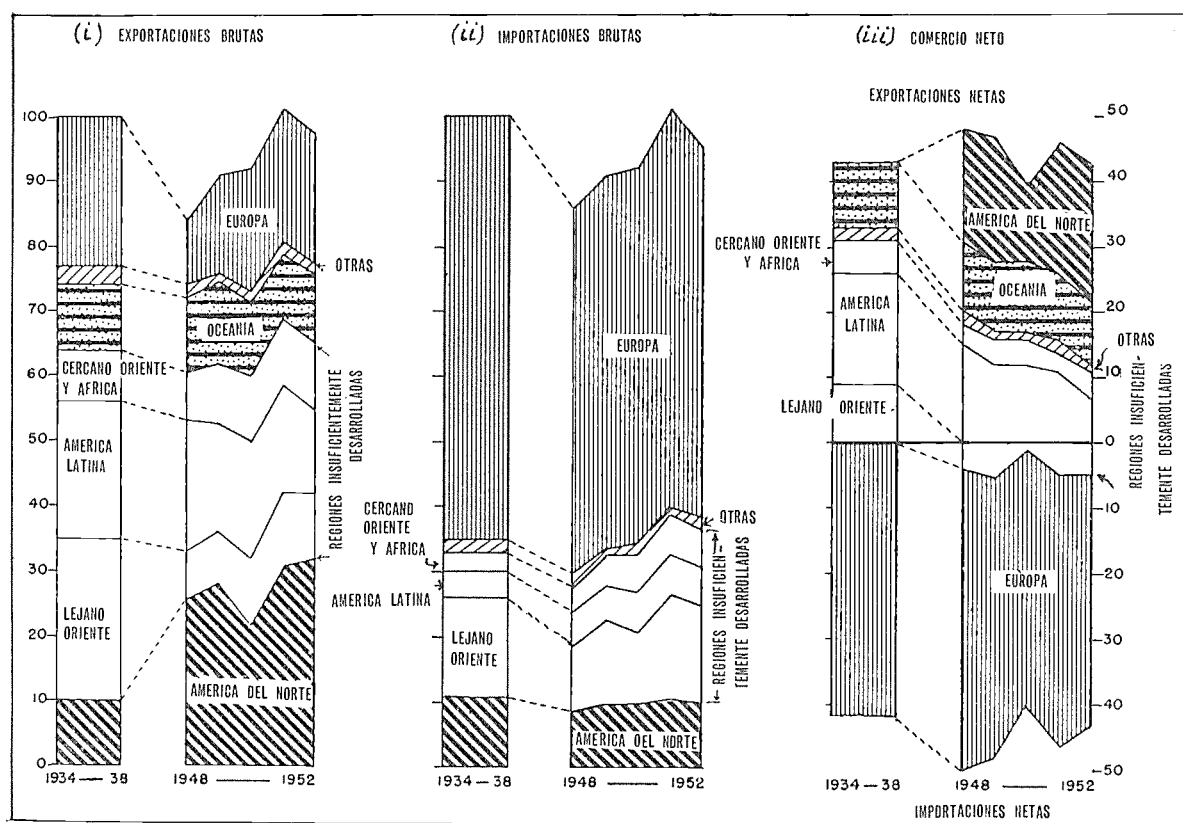 (i) EXPORTACIONES BRUTAS
100
90
80
70
60
50
40
30
20
10
0
EUROPA
OTRAS
OCEANIA
CERCANO ORIENTE
Y AFRICA
AMERICA
LATINA
LEJANO
ORIENTE
AMERICA DEL NORTE
REGIONES INSUFICIENTEMENTE
DESARROLLADAS
1934 — 38
1948 — 1952
(ii) IMPORTACIONES BRUTAS
EUROPA
OTRAS
CERCANO
ORIENTE
Y AFRICA
AMERICA LATINA
LEJANO
ORIENTE
AMERICA DEL NORTE
REGIONES INSUFICIEN-
TEMENTE DESARROLLADAS
1934 — 38
1948 — 1952
(iii) COMERCIO NETO
EXPORTACIONES NETAS
50
40
30
20
10
0
10
20
30
40
50
AMERICA DEL NORTE
CERCANO ORIENTE
Y AFRICA
OCEANIA
AMERICA
LATINA
OTRAS
LEJANO ORIENTE
REGIONES INSUFICIEN-
TEMENTE DESARROLLADAS
EUROPA
1934 — 38
1948 — 1952
IMPORTACIONES NETAS